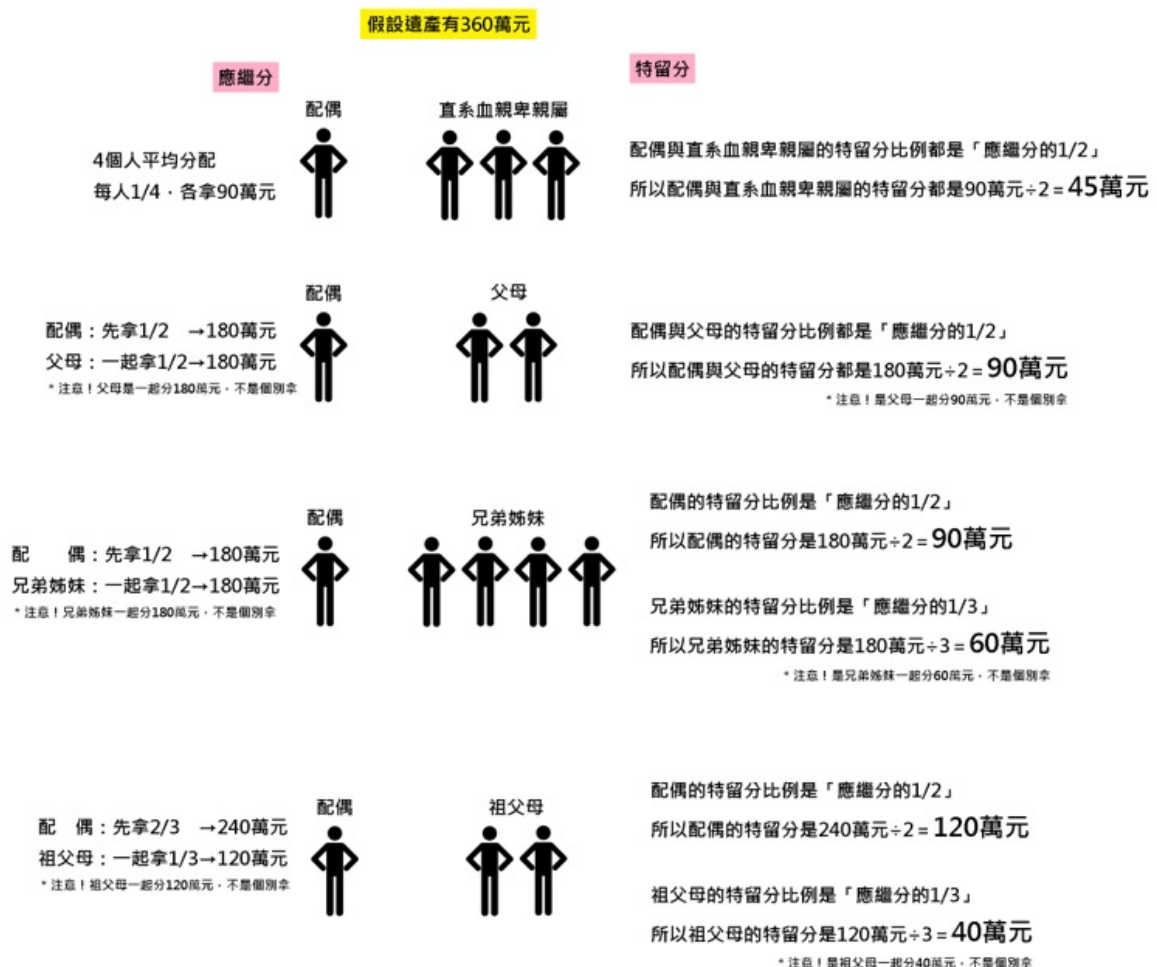 假設遺產有360萬元
應繼分
特留分
配偶
直系血親卑親屬
4個人平均分配
每人1/4，各拿90萬元
配偶與直系血親卑親屬的特留分比例都是「應繼分的1/2」
所以配偶與直系血親卑親屬的特留分都是90萬元÷2＝45萬元
配偶
父母
配偶：先拿1/2 →180萬元
父母：一起拿1/2→180萬元
* 注意！父母是一起分180萬元，不是個別拿
配偶與父母的特留分比例都是「應繼分的1/2」
所以配偶與父母的特留分都是180萬元÷2＝90萬元
* 注意！是父母一起分90萬元，不是個別拿
配偶
兄弟姊妹
配　　偶：先拿1/2 →180萬元
兄弟姊妹：一起拿1/2→180萬元
* 注意！兄弟姊妹一起分180萬元，不是個別拿
配偶的特留分比例是「應繼分的1/2」
所以配偶的特留分是180萬元÷2＝90萬元
兄弟姊妹的特留分比例是「應繼分的1/3」
所以兄弟姊妹的特留分是180萬元÷3＝60萬元
* 注意！是兄弟姊妹一起分60萬元，不是個別拿
配偶
祖父母
配　偶：先拿2/3 →240萬元
祖父母：一起拿1/3→120萬元
* 注意！祖父母一起分120萬元，不是個別拿
配偶的特留分比例是「應繼分的1/2」
所以配偶的特留分是240萬元÷2＝120萬元
祖父母的特留分比例是「應繼分的1/3」
所以祖父母的特留分是120萬元÷3＝40萬元
* 注意！是祖父母一起分40萬元，不是個別拿